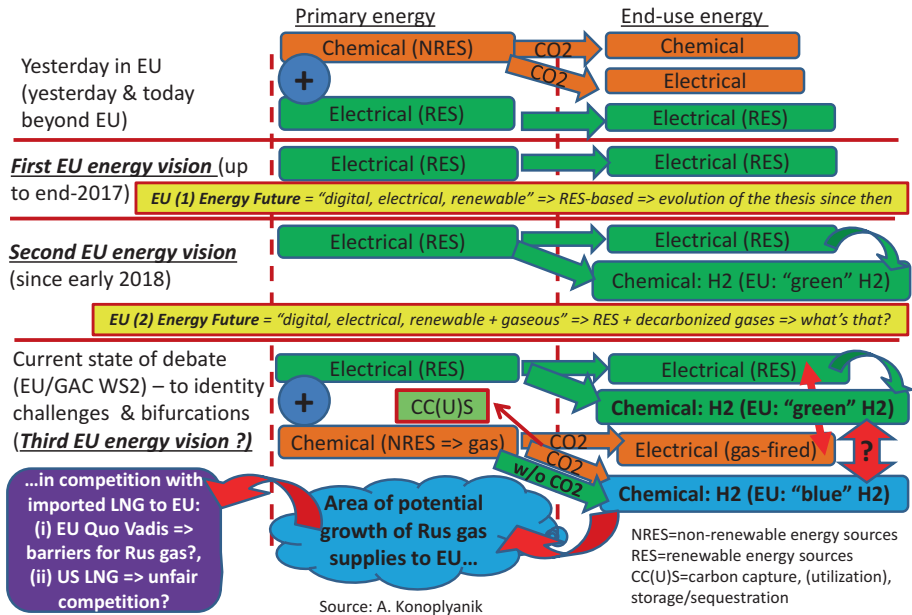 Primary energy
End-use energy
Yesterday in EU
(yesterday & today
beyond EU)
Chemical (NRES)
CO2
CO2
Chemical
Electrical
+
Electrical (RES)
Electrical (RES)
First EU energy vision (up
to end-2017)
Electrical (RES)
Electrical (RES)
EU (1) Energy Future = “digital, electrical, renewable” => RES-based => evolution of the thesis since then
Second EU energy vision
(since early 2018)
Electrical (RES)
Electrical (RES)
Chemical: H2 (EU: “green” H2)
EU (2) Energy Future = “digital, electrical, renewable + gaseous” => RES + decarbonized gases => what’s that?
Current state of debate
(EU/GAC WS2) – to identity
challenges & bifurcations
(Third EU energy vision ?)
Electrical (RES)
Electrical (RES)
+
CC(U)S
Chemical: H2 (EU: “green” H2)
Chemical (NRES => gas)
CO2
CO2
w/o CO2
Electrical (gas-fired)
?
Chemical: H2 (EU: “blue” H2)
…in competition with
imported LNG to EU:
(i) EU Quo Vadis =>
barriers for Rus gas?,
(ii) US LNG => unfair
competition?
Area of potential
growth of Rus gas
supplies to EU…
NRES=non-renewable energy sources
RES=renewable energy sources
CC(U)S=carbon capture, (utilization),
storage/sequestration
Source: A. Konoplyanik